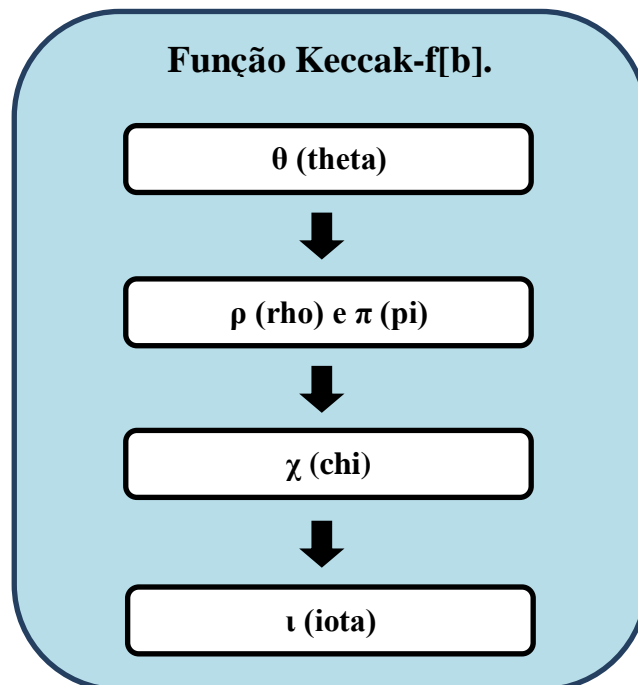 Função Keccak-f[b].
θ (theta)
ρ (rho) e π (pi)
χ (chi)
ι (iota)